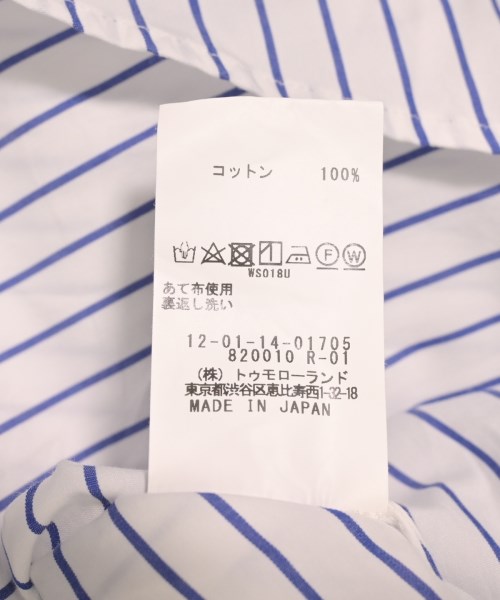 コットン 100%
F W
WS018U
あて布使用
裏返し洗い
12-01-14-01705
820010 R-01
(株) トゥモローランド
東京都渋谷区恵比寿西1-32-18
MADE IN JAPAN